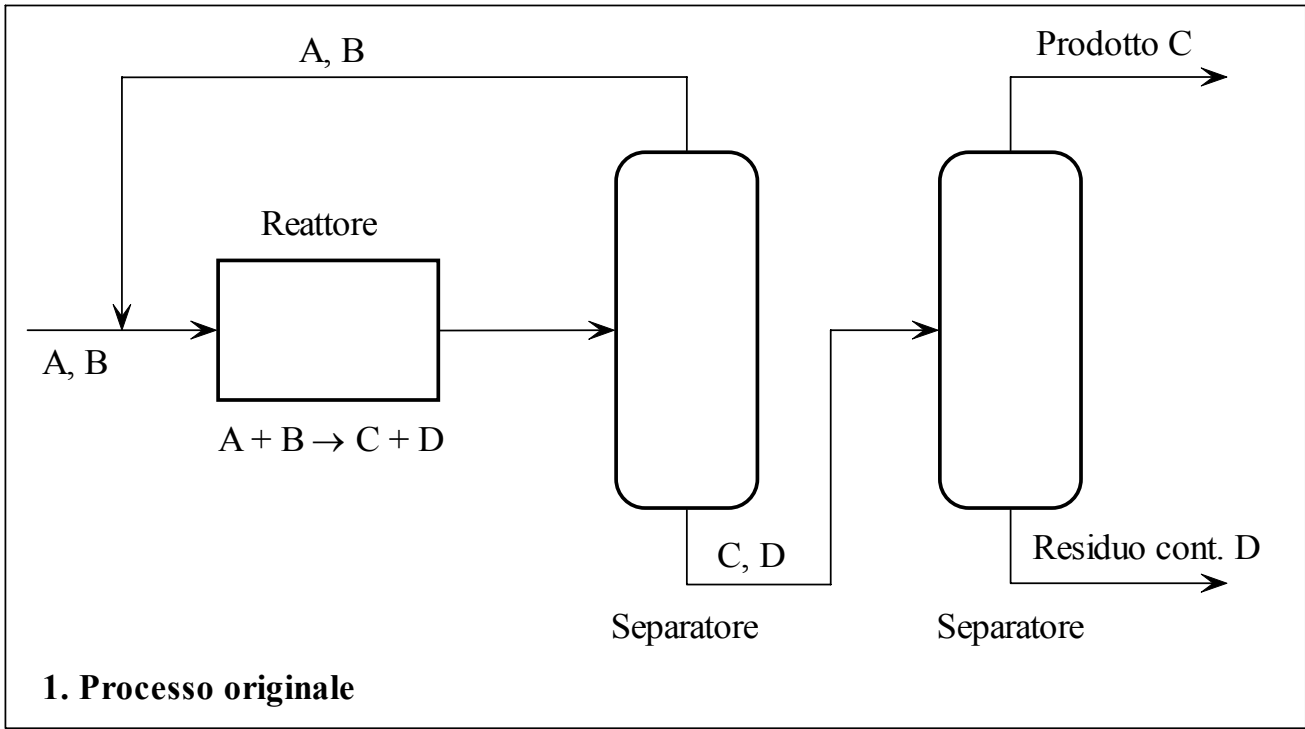 A, B
Prodotto C
Reattore
A, B
A + B → C + D
C, D
Residuo cont. D
Separatore
Separatore
1. Processo originale